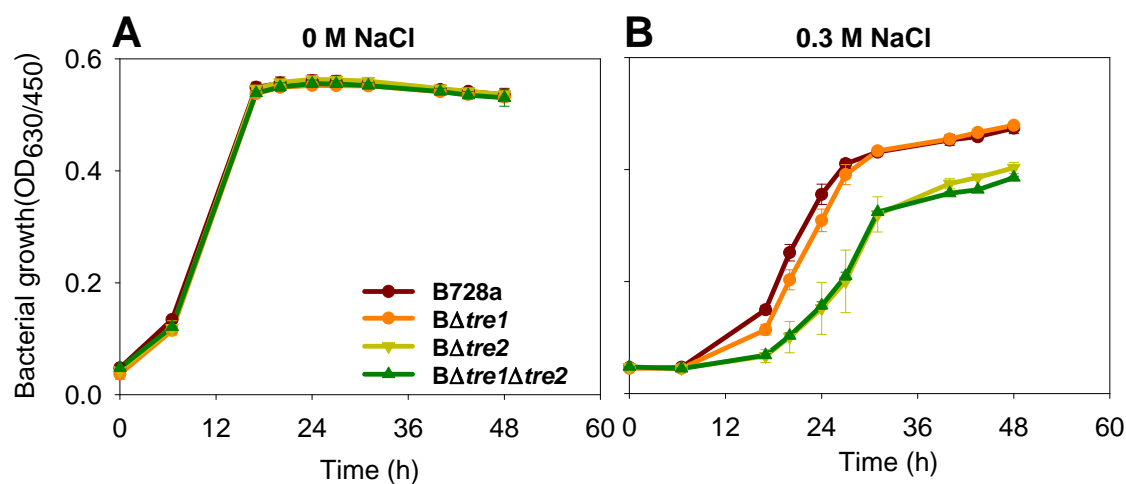 A
0 M NaCl
B
0.3 M NaCl
Bacterial growth(OD630/450)
0.6
0.4
0.2
0.0
B728a
BΔtre1
BΔtre2
BΔtre1Δtre2
0 12 24 36 48 60
0 12 24 36 48 60
Time (h)
Time (h)